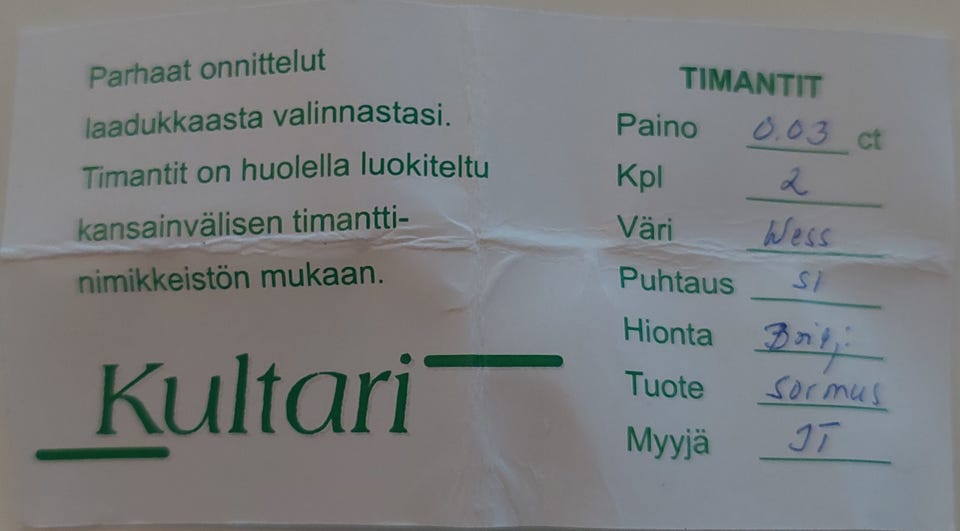 Parhaat onnittelut
laadukkaasta valinnastasi.
Timantit on huolella luokiteltu
kansainvälisen timantti-
nimikkeistön mukaan.
Kultari
TIMANTIT
Paino 0.03 ct
Kpl 2
Väri Wess
Puhtaus SI
Hionta Brilj.
Tuote Sormus
Myyjä JT